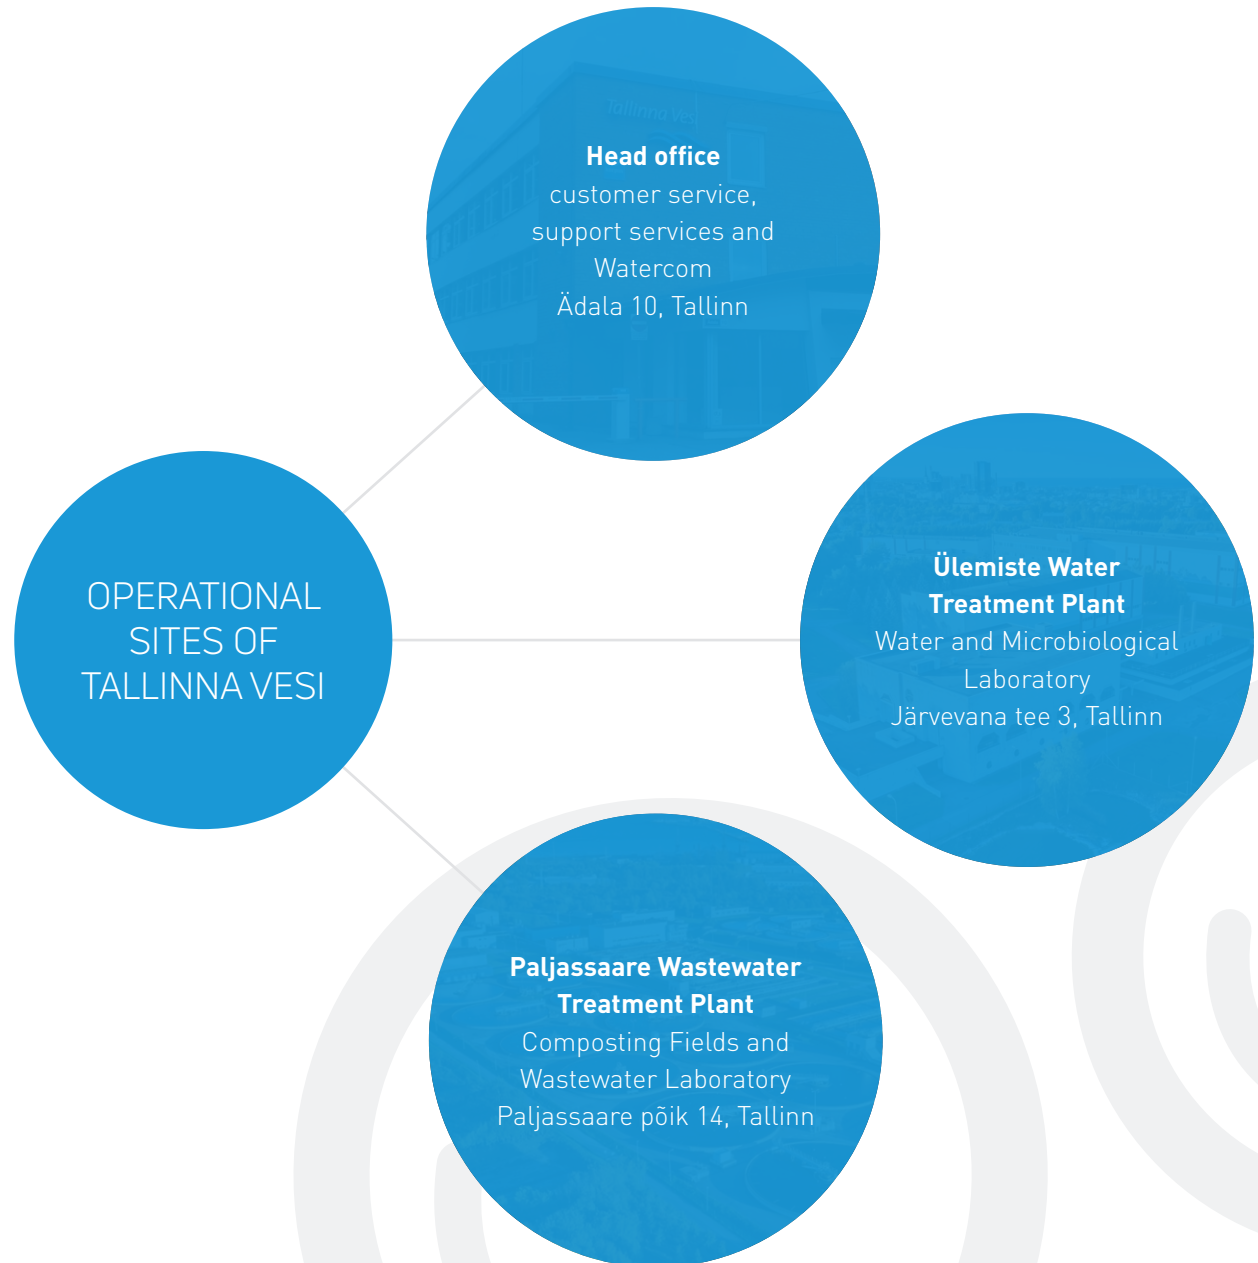 Tallinna Vesi
Head office
customer service,
support services and
Watercom
Ädala 10, Tallinn
OPERATIONAL
SITES OF
TALLINNA VESI
Ülemiste Water
Treatment Plant
Water and Microbiological
Laboratory
Järvevana tee 3, Tallinn
Paljassaare Wastewater
Treatment Plant
Composting Fields and
Wastewater Laboratory
Paljassaare põik 14, Tallinn